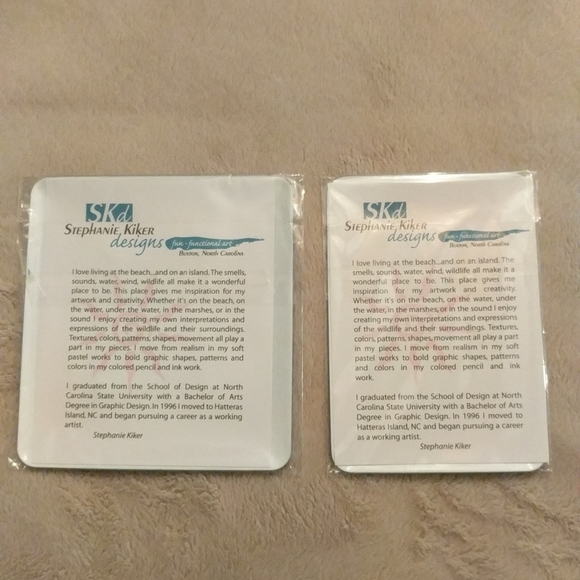 SKd
STEPHANIE KIKER
designs fun - functional art
BUXTON, NORTH CAROLINA
I love living at the beach...and on an island. The smells,
sounds, water, wind, wildlife all make it a wonderful
place to be. This place gives me inspiration for my
artwork and creativity. Whether it's on the beach, on
the water, under the water, in the marshes, or in the
sound I enjoy creating my own interpretations and
expressions of the wildlife and their surroundings.
Textures, colors, patterns, shapes, movement all play a
part in my pieces. I move from realism in my soft
pastel works to bold graphic shapes, patterns and
colors in my colored pencil and ink work.
I graduated from the School of Design at North
Carolina State University with a Bachelor of Arts
Degree in Graphic Design. In 1996 I moved to Hatteras
Island, NC and began pursuing a career as a working
artist.
Stephanie Kiker
SKd
STEPHANIE KIKER
designs fun - functional art
BUXTON, NORTH CAROLINA
I love living at the beach...and on an island. The
smells, sounds, water, wind, wildlife all make it a
wonderful place to be. This place gives me
inspiration for my artwork and creativity.
Whether it's on the beach, on the water, under
the water, in the marshes, or in the sound I enjoy
creating my own interpretations and expressions
of the wildlife and their surroundings. Textures,
colors, patterns, shapes, movement all play a part
in my pieces. I move from realism in my soft
pastel works to bold graphic shapes, patterns
and colors in my colored pencil and ink
work.
I graduated from the School of Design at North
Carolina State University with a Bachelor of Arts
Degree in Graphic Design. In 1996 I moved to
Hatteras Island, NC and began pursuing a career
as a working artist.
Stephanie Kiker